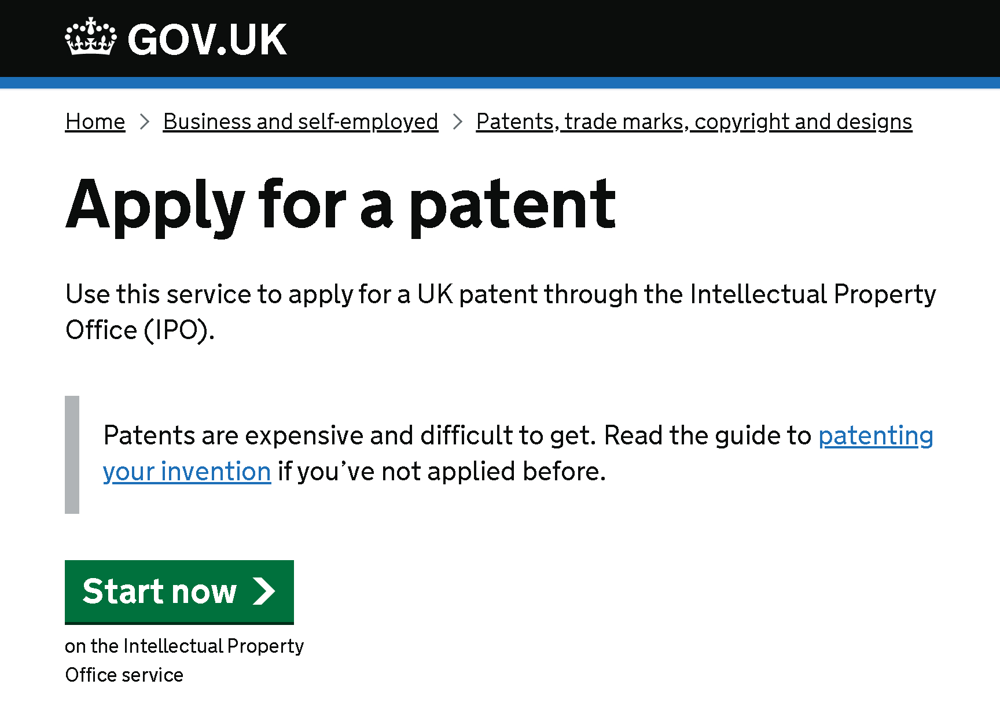 GOV.UK
Home Business and self-employed Patents, trade marks, copyright and designs
Apply for a patent
Use this service to apply for a UK patent through the Intellectual Property
Office (IPO).
Patents are expensive and difficult to get. Read the guide to patenting
your invention if you’ve not applied before.
Start now
on the Intellectual Property
Office service